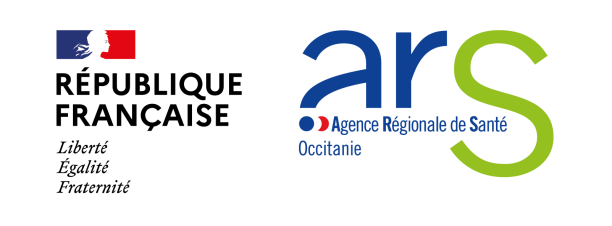 RÉPUBLIQUE
FRANÇAISE
Liberté
Égalité
Fraternité
ars
Agence Régionale de Santé
Occitanie